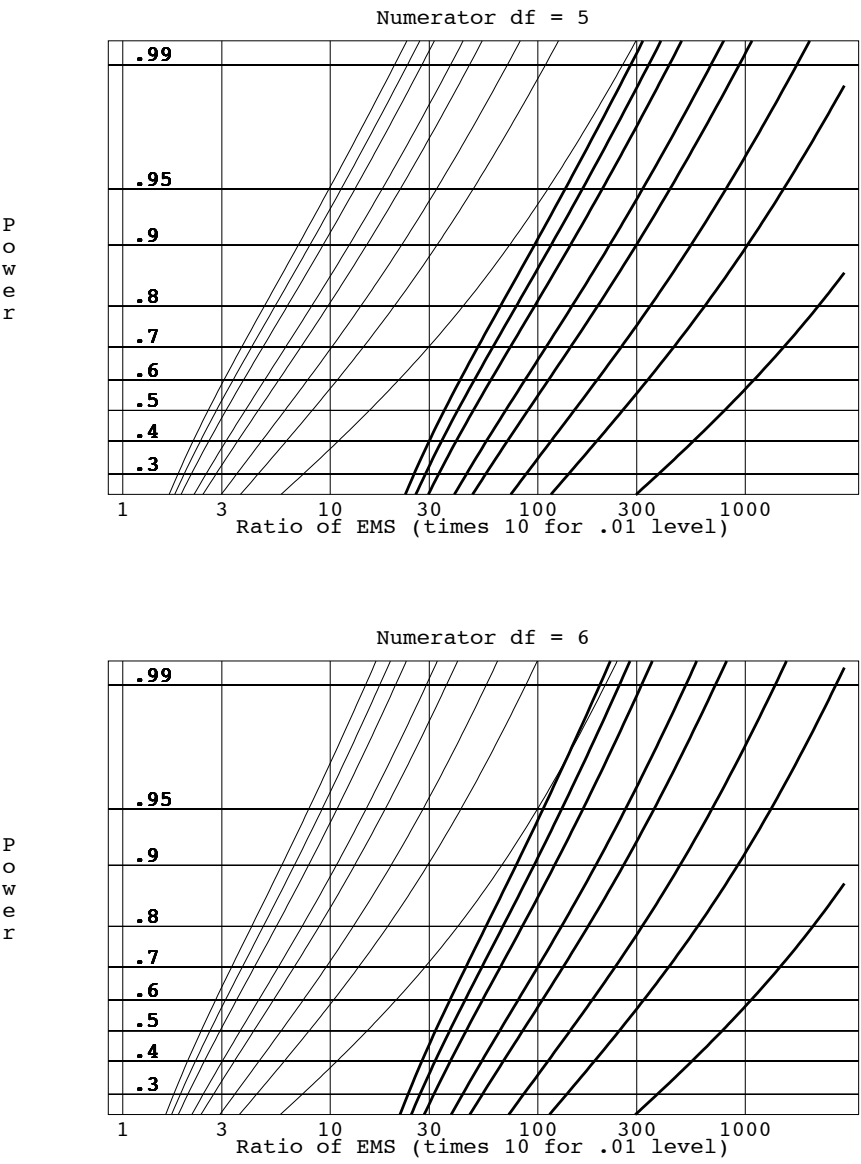 Numerator df = 5
.99
.95
.9
.8
.7
.6
.5
.4
.3
Power
1 3 10 30 100 300 1000
Ratio of EMS (times 10 for .01 level)
Numerator df = 6
.99
.95
.9
.8
.7
.6
.5
.4
.3
Power
1 3 10 30 100 300 1000
Ratio of EMS (times 10 for .01 level)